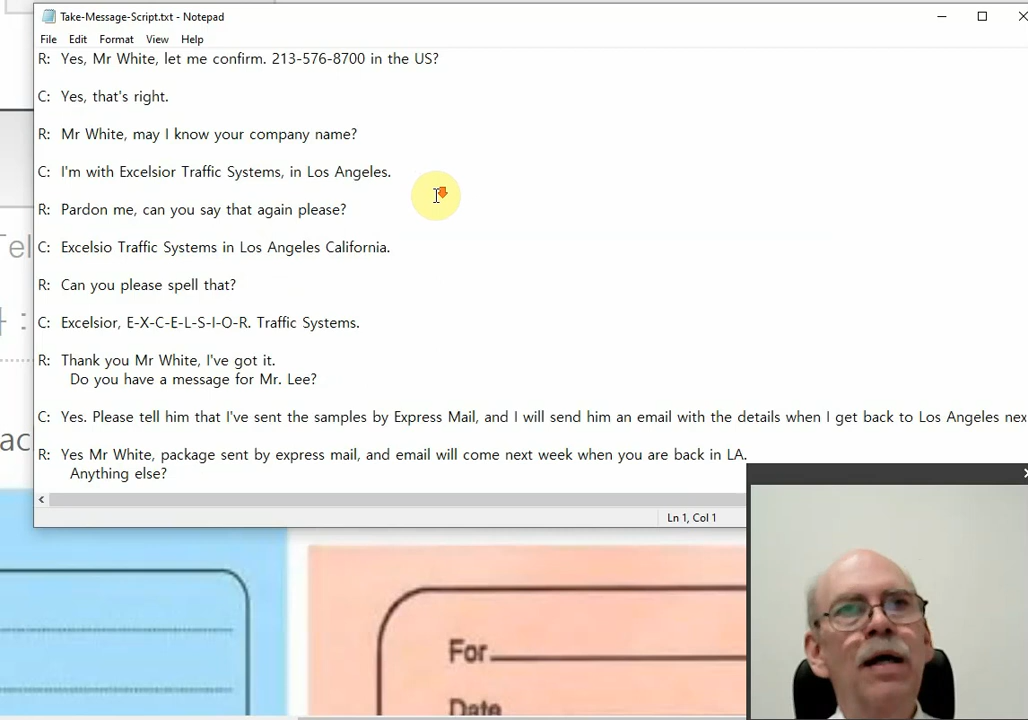 Take-Message-Script.txt - Notepad
File Edit Format View Help
R: Yes, Mr White, let me confirm. 213-576-8700 in the US?
C: Yes, that's right.
R: Mr White, may I know your company name?
C: I'm with Excelsior Traffic Systems, in Los Angeles.
R: Pardon me, can you say that again please?
C: Excelsio Traffic Systems in Los Angeles California.
R: Can you please spell that?
C: Excelsior, E-X-C-E-L-S-I-O-R. Traffic Systems.
R: Thank you Mr White, I've got it.
Do you have a message for Mr. Lee?
C: Yes. Please tell him that I've sent the samples by Express Mail, and I will send him an email with the details when I get back to Los Angeles nex
R: Yes Mr White, package sent by express mail, and email will come next week when you are back in LA.
Anything else?
Ln 1, Col 1
Tel
ac
For
Date